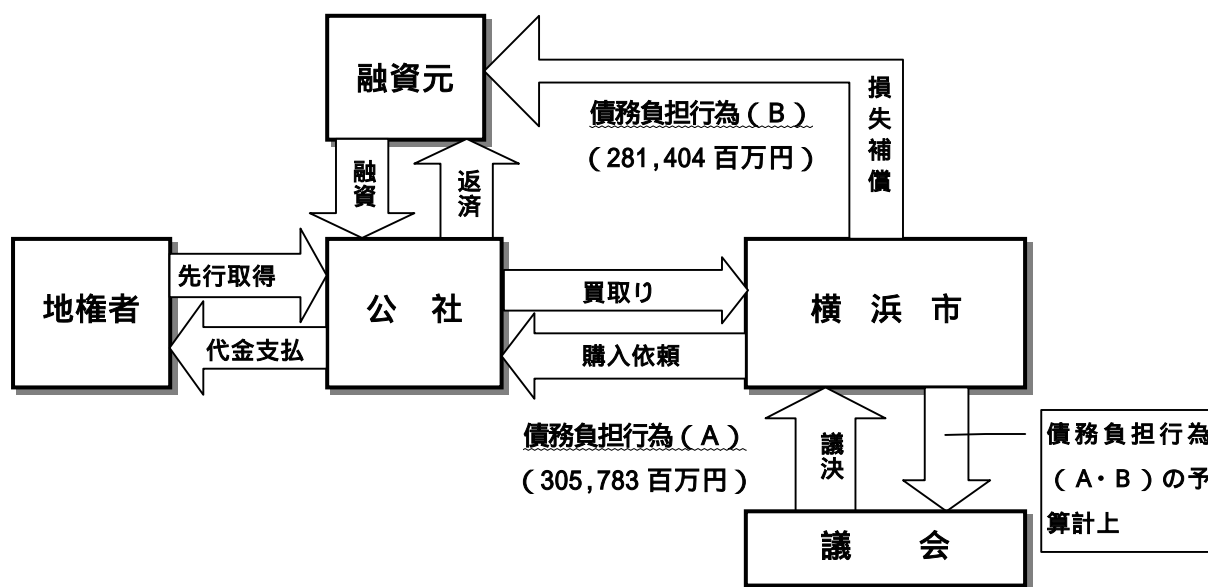 融資元
損失補償
債務負担行為(B)
(281,404 百万円)
融資
返済
地権者
先行取得
代金支払
公 社
買取り
購入依頼
横 浜 市
債務負担行為(A)
(305,783 百万円)
議決
債務負担行為
(A・B)の予
算計上
議 会